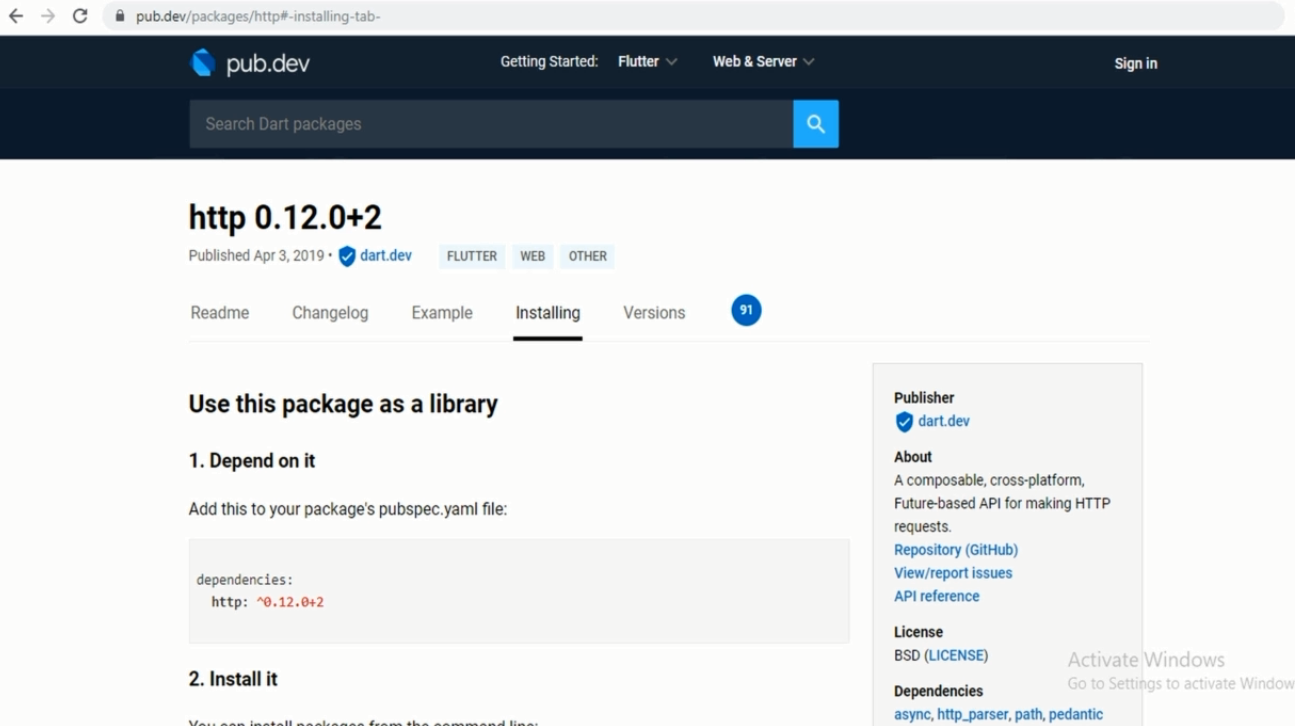 pub.dev/packages/http#-installing-tab-
pub.dev
Getting Started: Flutter Web & Server Sign in
Search Dart packages
http 0.12.0+2
Published Apr 3, 2019 • dart.dev FLUTTER WEB OTHER
Readme Changelog Example Installing Versions 91
Use this package as a library
1. Depend on it
Add this to your package's pubspec.yaml file:
dependencies:
http: ^0.12.0+2
2. Install it
You can install packages from the command line:
Publisher
dart.dev
About
A composable, cross-platform,
Future-based API for making HTTP
requests.
Repository (GitHub)
View/report issues
API reference
License
BSD (LICENSE)
Dependencies
async, http_parser, path, pedantic
Activate Windows
Go to Settings to activate Window